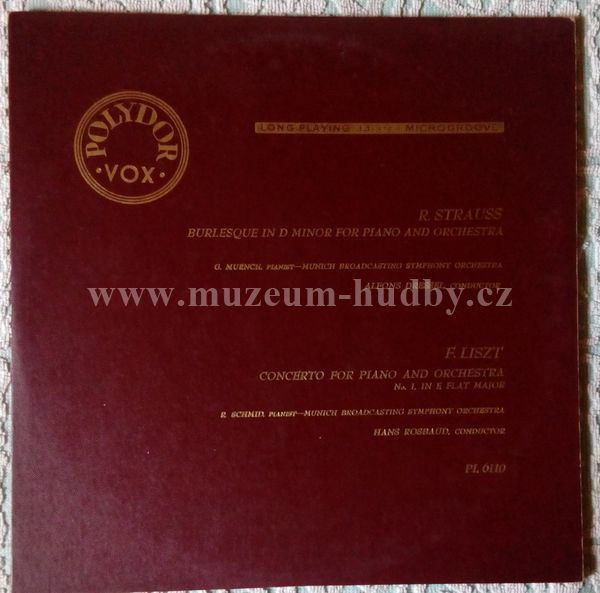 POLYDOR
·VOX·
LONG PLAYING 33 1/3 MICROGROOVE
R. STRAUSS
BURLESQUE IN D MINOR FOR PIANO AND ORCHESTRA
G. MUENCH, PIANIST—MUNICH BROADCASTING SYMPHONY ORCHESTRA
ALFONS DRESSEL, CONDUCTOR
www.muzeum-hudby.cz
F. LISZT
CONCERTO FOR PIANO AND ORCHESTRA
No. 1, IN E FLAT MAJOR
R. SCHMID, PIANIST—MUNICH BROADCASTING SYMPHONY ORCHESTRA
HANS ROSBAUD, CONDUCTOR
PL 6110